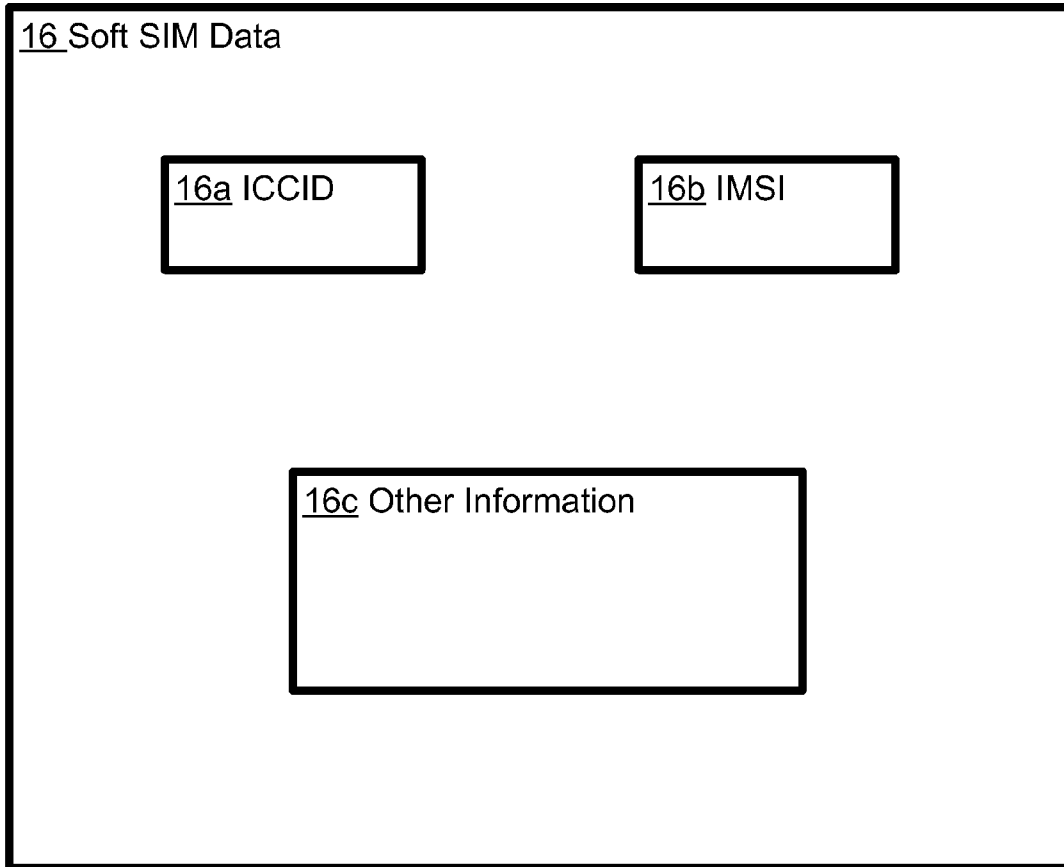 16 Soft SIM Data
16a ICCID
16b IMSI
16c Other Information